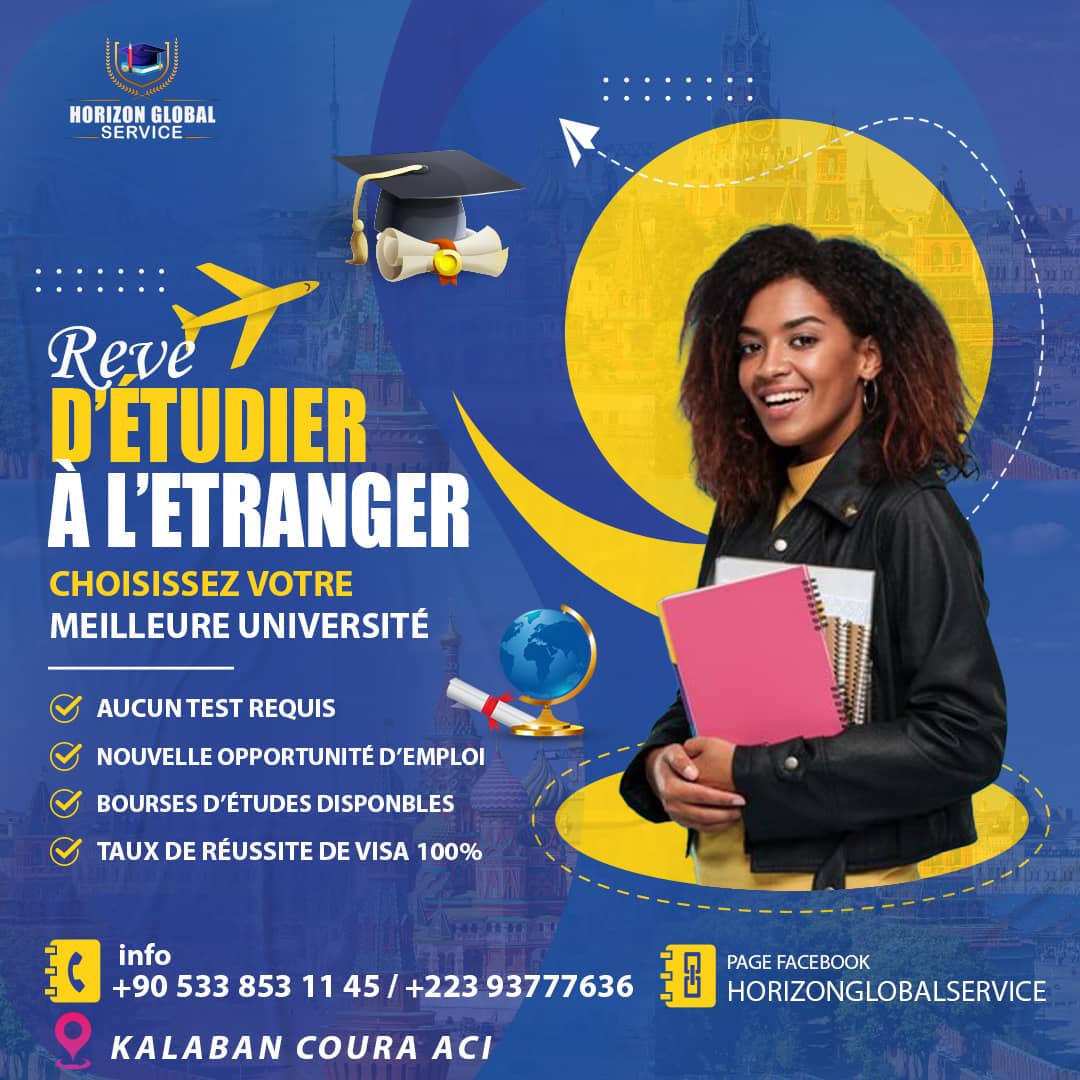 HORIZON GLOBAL
SERVICE
Reve
D'ÉTUDIER
À L'ETRANGER
CHOISISSEZ VOTRE
MEILLEURE UNIVERSITÉ
AUCUN TEST REQUIS
NOUVELLE OPPORTUNITÉ D'EMPLOI
BOURSES D'ÉTUDES DISPONBLES
TAUX DE RÉUSSITE DE VISA 100%
info
+90 533 853 11 45 / +223 93777636
PAGE FACEBOOK
HORIZONGLOBALSERVICE
KALABAN COURA ACI